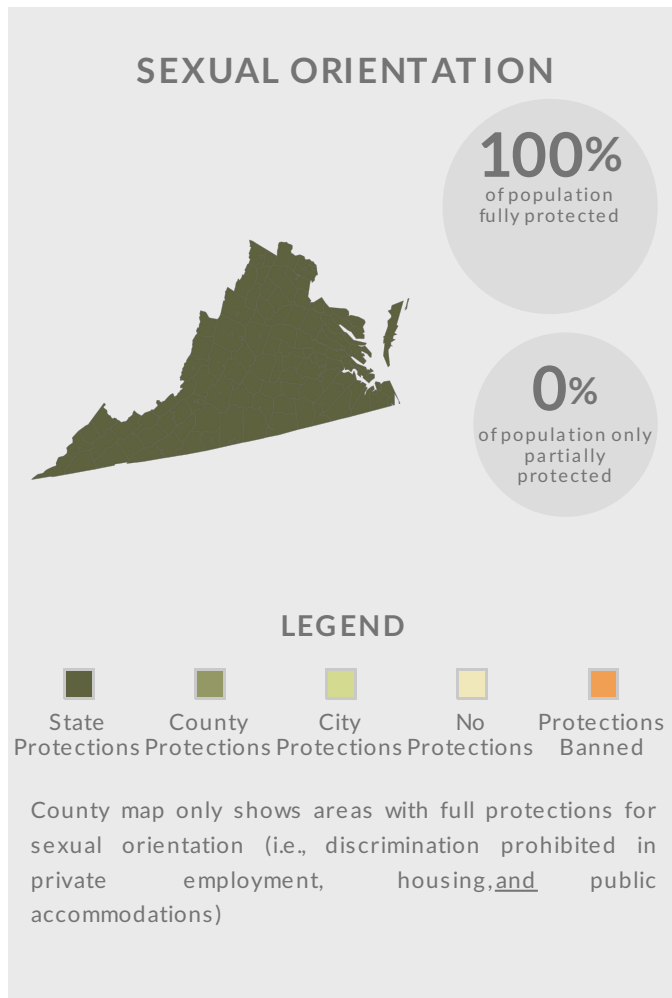 SEXUAL ORIENTATION
100%
of population
fully protected
0%
of population only
partially
protected
LEGEND
State
Protections
County
Protections
City
Protections
No
Protections
Protections
Banned
County map only shows areas with full protections for
sexual orientation (i.e., discrimination prohibited in
private employment, housing, and public
accommodations)